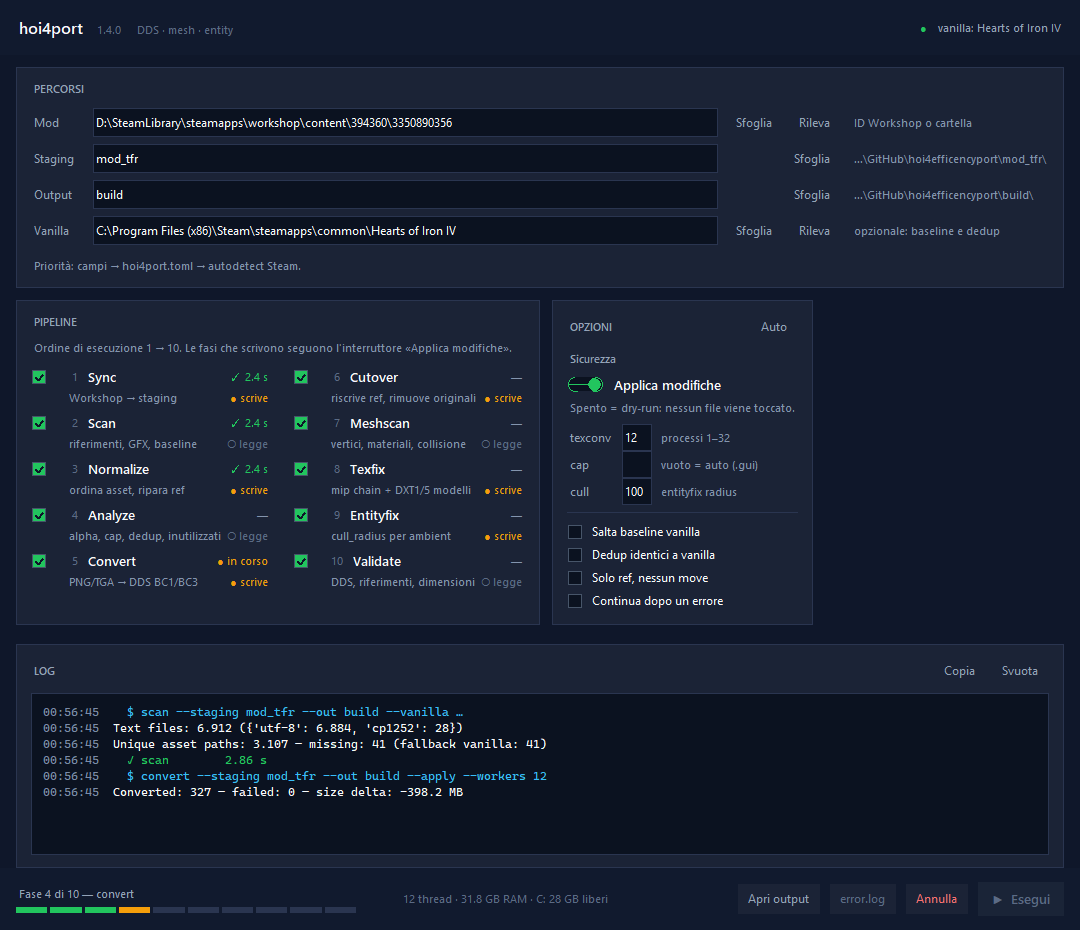 hoi4port 1.4.0 DDS · mesh · entity
● vanilla: Hearts of Iron IV
PERCORSI
Mod D:\SteamLibrary\steamapps\workshop\content\394360\3350890356 Sfoglia Rileva ID Workshop o cartella
Staging mod_tfr Sfoglia ...\GitHub\hoi4efficencyport\mod_tfr\
Output build Sfoglia ...\GitHub\hoi4efficencyport\build\
Vanilla C:\Program Files (x86)\Steam\steamapps\common\Hearts of Iron IV Sfoglia Rileva opzionale: baseline e dedup
Priorità: campi → hoi4port.toml → autodetect Steam.
PIPELINE
Ordine di esecuzione 1 → 10. Le fasi che scrivono seguono l'interruttore «Applica modifiche».
1 Sync ✓ 2.4 s
Workshop → staging ● scrive
2 Scan ✓ 2.4 s
riferimenti, GFX, baseline ○ legge
3 Normalize ✓ 2.4 s
ordina asset, ripara ref ● scrive
4 Analyze —
alpha, cap, dedup, inutilizzati ○ legge
5 Convert ● in corso
PNG/TGA → DDS BC1/BC3 ● scrive
6 Cutover —
riscrive ref, rimuove originali ● scrive
7 Meshscan —
vertici, materiali, collisione ○ legge
8 Texfix —
mip chain + DXT1/5 modelli ● scrive
9 Entityfix —
cull_radius per ambient ● scrive
10 Validate —
DDS, riferimenti, dimensioni ○ legge
OPZIONI Auto
Sicurezza
Applica modifiche
Spento = dry-run: nessun file viene toccato.
texconv 12 processi 1–32
cap vuoto = auto (.gui)
cull 100 entityfix radius
Salta baseline vanilla
Dedup identici a vanilla
Solo ref, nessun move
Continua dopo un errore
LOG Copia Svuota
00:56:45 $ scan --staging mod_tfr --out build --vanilla …
00:56:45 Text files: 6.912 ({'utf-8': 6.884, 'cp1252': 28})
00:56:45 Unique asset paths: 3.107 — missing: 41 (fallback vanilla: 41)
00:56:45 ✓ scan 2.86 s
00:56:45 $ convert --staging mod_tfr --out build --apply --workers 12
00:56:45 Converted: 327 — failed: 0 — size delta: −398.2 MB
Fase 4 di 10 — convert
12 thread · 31.8 GB RAM · C: 28 GB liberi
Apri output error.log Annulla ▶ Esegui